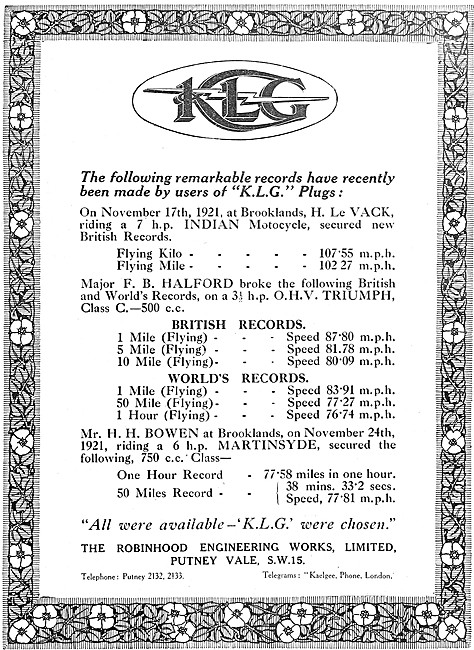 KLG
The following remarkable records have recently
been made by users of "K.L.G." Plugs:
On November 17th, 1921, at Brooklands, H. Le VACK,
riding a 7 h.p. INDIAN Motocycle, secured new
British Records.
Flying Kilo - - - - - 107·55 m.p.h.
Flying Mile - - - - - 102 27 m.p.h.
Major F. B. HALFORD broke the following British
and World's Records, on a 3½ h.p. O.H.V. TRIUMPH,
Class C.—500 c.c.
BRITISH RECORDS.
1 Mile (Flying) - - - Speed 87·80 m.p.h.
5 Mile (Flying) - - - Speed 81.78 m.p.h.
10 Mile (Flying) - - - Speed 80·09 m.p.h.
WORLD'S RECORDS.
1 Mile (Flying) - - - Speed 83·91 m.p.h.
50 Mile (Flying) - - - Speed 77·27 m.p.h.
1 Hour (Flying) - - - Speed 76·74 m.p.h.
Mr. H. H. BOWEN at Brooklands, on November 24th,
1921, riding a 6 h.p. MARTINSYDE, secured the
following, 750 c.c. Class—
One Hour Record - 77·58 miles in one hour.
50 Miles Record - - { 38 mins. 33·2 secs.
Speed, 77·81 m.p.h.
"All were available—'K.L.G.' were chosen."
THE ROBINHOOD ENGINEERING WORKS, LIMITED,
PUTNEY VALE, S.W.15.
Telephone: Putney 2132, 2133. Telegrams: "Kaelgee, Phone, London,'